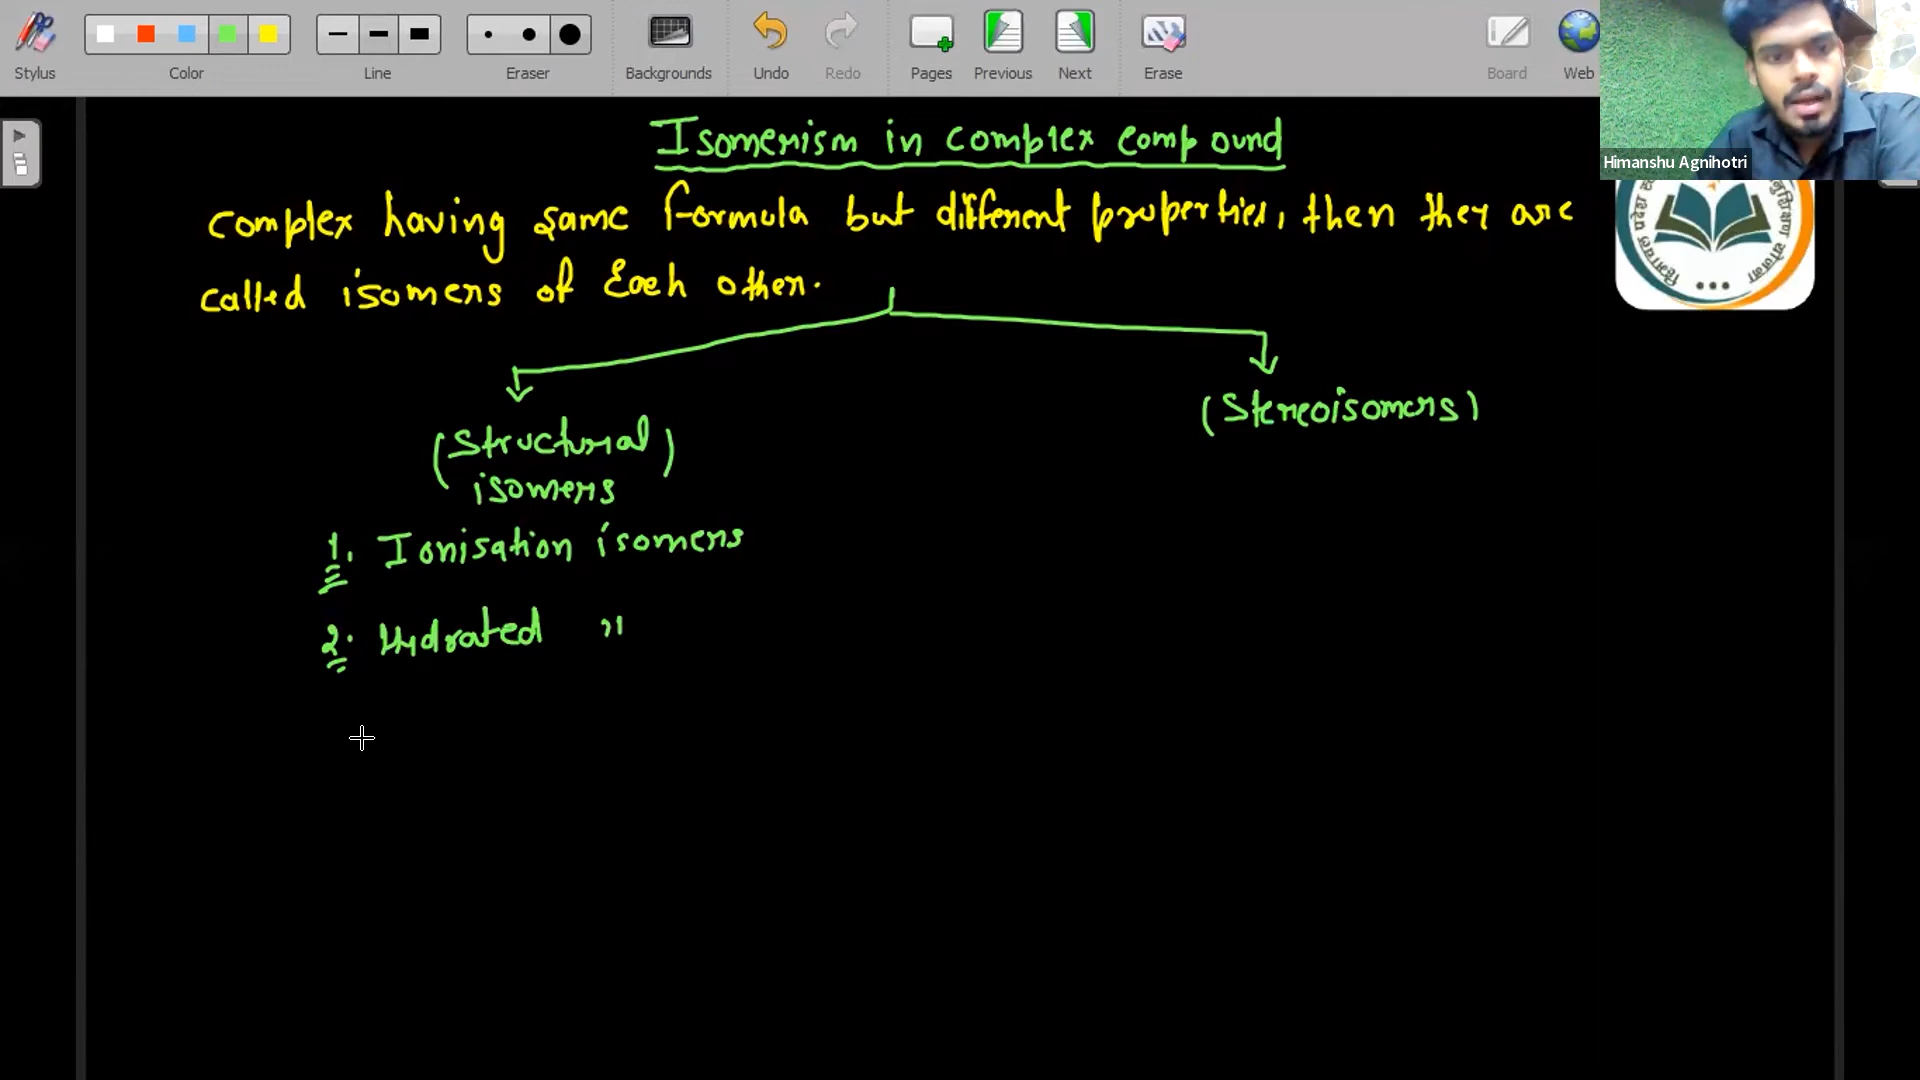 Stylus
Color
Line
Eraser
Backgrounds
Undo
Redo
Pages
Previous
Next
Erase
Board
Web
Himanshu Agnihotri
Isomerism in complex compound
complex having same formula but different properties, then they are
called isomers of Each other.
(Structural)
isomers
(Stereoisomers)
1. Ionisation isomers
2. Hydrated "